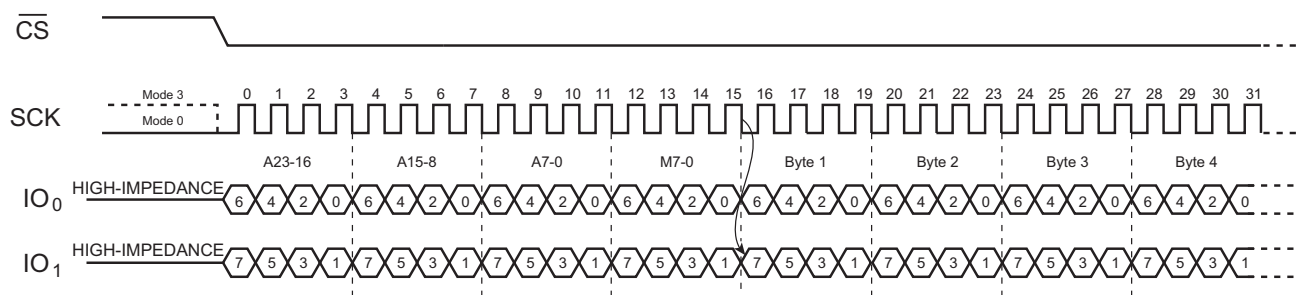 CS
SCK
Mode 3
Mode 0
0 1 2 3 4 5 6 7 8 9 10 11 12 13 14 15 16 17 18 19 20 21 22 23 24 25 26 27 28 29 30 31
A23-16 A15-8 A7-0 M7-0 Byte 1 Byte 2 Byte 3 Byte 4
IO0 HIGH-IMPEDANCE 6 4 2 0 6 4 2 0 6 4 2 0 6 4 2 0 6 4 2 0 6 4 2 0 6 4 2 0 6 4 2 0
IO1 HIGH-IMPEDANCE 7 5 3 1 7 5 3 1 7 5 3 1 7 5 3 1 7 5 3 1 7 5 3 1 7 5 3 1 7 5 3 1